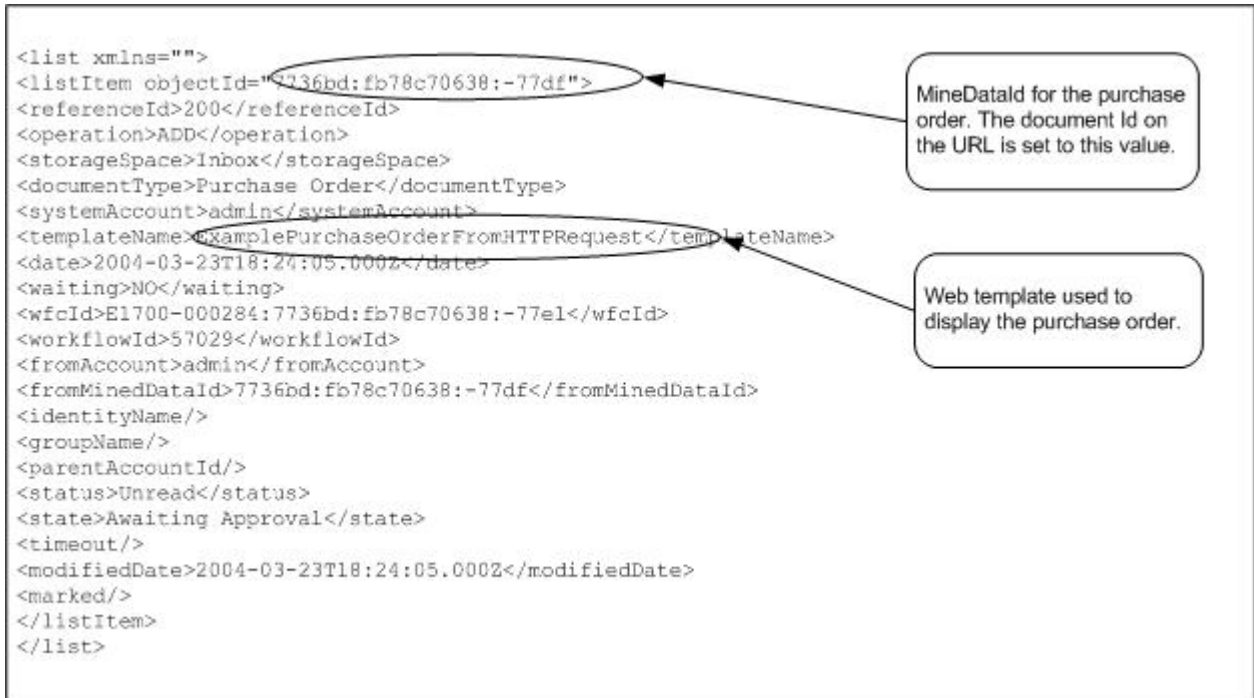 <list xmlns="">
<listItem objectId="7736bd:fb78c70638:-77df">
<referenceId>200</referenceId>
<operation>ADD</operation>
<storageSpace>Inbox</storageSpace>
<documentType>Purchase Order</documentType>
<systemAccount>admin</systemAccount>
<templateName>ExamplePurchaseOrderFromHTTPRequest</templateName>
<date>2004-03-23T18:24:05.000Z</date>
<waiting>NO</waiting>
<wfcId>E1700-000284:7736bd:fb78c70638:-77e1</wfcId>
<workflowId>57029</workflowId>
<fromAccount>admin</fromAccount>
<fromMinedDataId>7736bd:fb78c70638:-77df</fromMinedDataId>
<identityName/>
<groupName/>
<parentAccountId/>
<status>Unread</status>
<state>Awaiting Approval</state>
<timeout/>
<modifiedDate>2004-03-23T18:24:05.000Z</modifiedDate>
<marked/>
</listItem>
</list>
MineDataId for the purchase
order. The document Id on
the URL is set to this value.
Web template used to
display the purchase order.